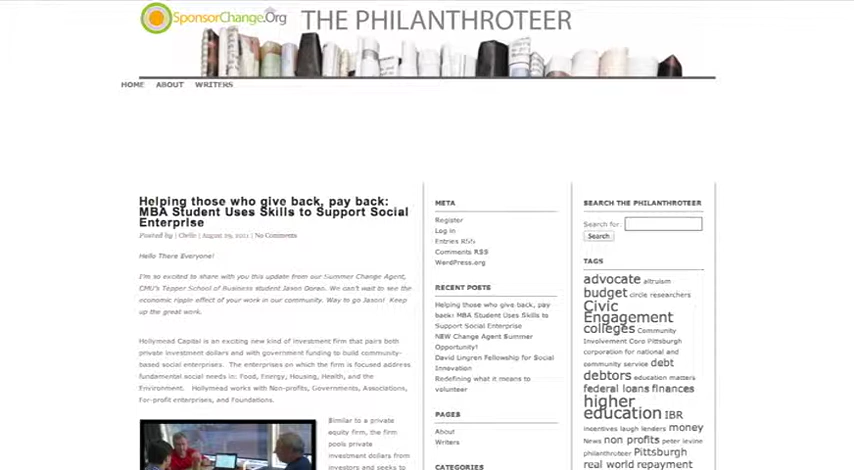 SponsorChange.Org THE PHILANTHROTEER
HOME ABOUT WRITERS
Helping those who give back, pay back:
MBA Student Uses Skills to Support Social
Enterprise
Posted by | Chelle | August 29, 2011 | No Comments
Hello There Everyone!
I'm so excited to share with you this update from our Summer Change Agent,
CMU's Tepper School of Business student Jason Doran. We can't wait to see the
economic ripple effect of your work in our community. Way to go Jason! Keep
up the great work.
Hollymead Capital is an exciting new kind of investment firm that pairs both
private investment dollars and with government funding to build community-
based social enterprises. The enterprises on which the firm is focused address
fundamental social needs in: Food, Energy, Housing, Health, and the
Environment. Hollymead works with Non-profits, Governments, Associations,
For-profit enterprises, and Foundations.
Similar to a private
equity firm, the firm
pools private
investment dollars from
investors and seeks to
META
Register
Log in
Entries RSS
Comments RSS
WordPress.org
RECENT POSTS
Helping those who give back, pay
back: MBA Student Uses Skills to
Support Social Enterprise
NEW Change Agent Summer
Opportunity!
David Lingren Fellowship for Social
Innovation
Redefining what it means to
volunteer
PAGES
About
Writers
CATEGORIES
SEARCH THE PHILANTHROTEER
Search for:
Search
TAGS
advocate altruism
budget circle researchers
Civic
Engagement
colleges Community
Involvement Core Pittsburgh
corporation for national and
community service debt
debtors education matters
federal loans finances
higher
education IBR
incentives laugh lenders money
News non profits peter levine
philanthroteer Pittsburgh
real world repayment